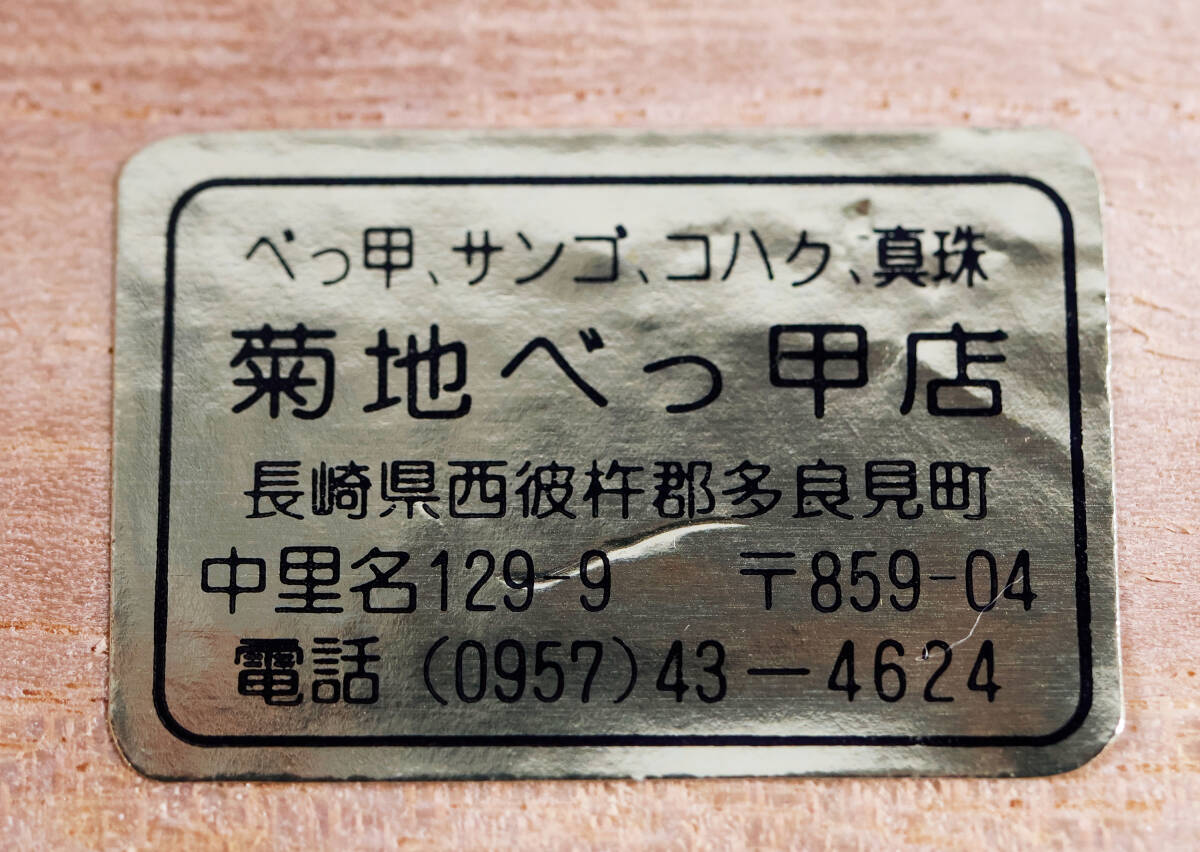 べっ甲、サンゴ、コハク、真珠
菊地べっ甲店
長崎県西彼杵郡多良見町
中里名129-9 〒859-04
電話 (0957)43-4624